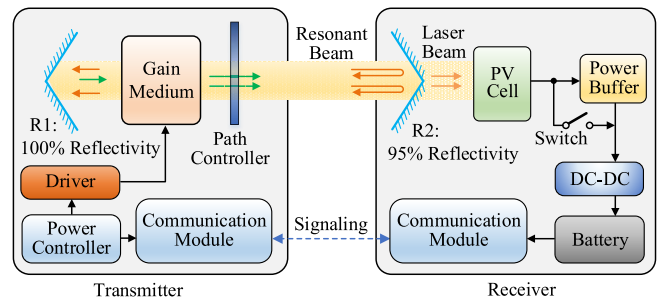 Resonant
Beam
Laser
Beam
Gain
Medium
PV
Cell
Power
Buffer
R1:
100% Reflectivity
Path
Controller
R2:
95% Reflectivity
Switch
Driver
DC-DC
Power
Controller
Communication
Module
Signaling
Communication
Module
Battery
Transmitter
Receiver